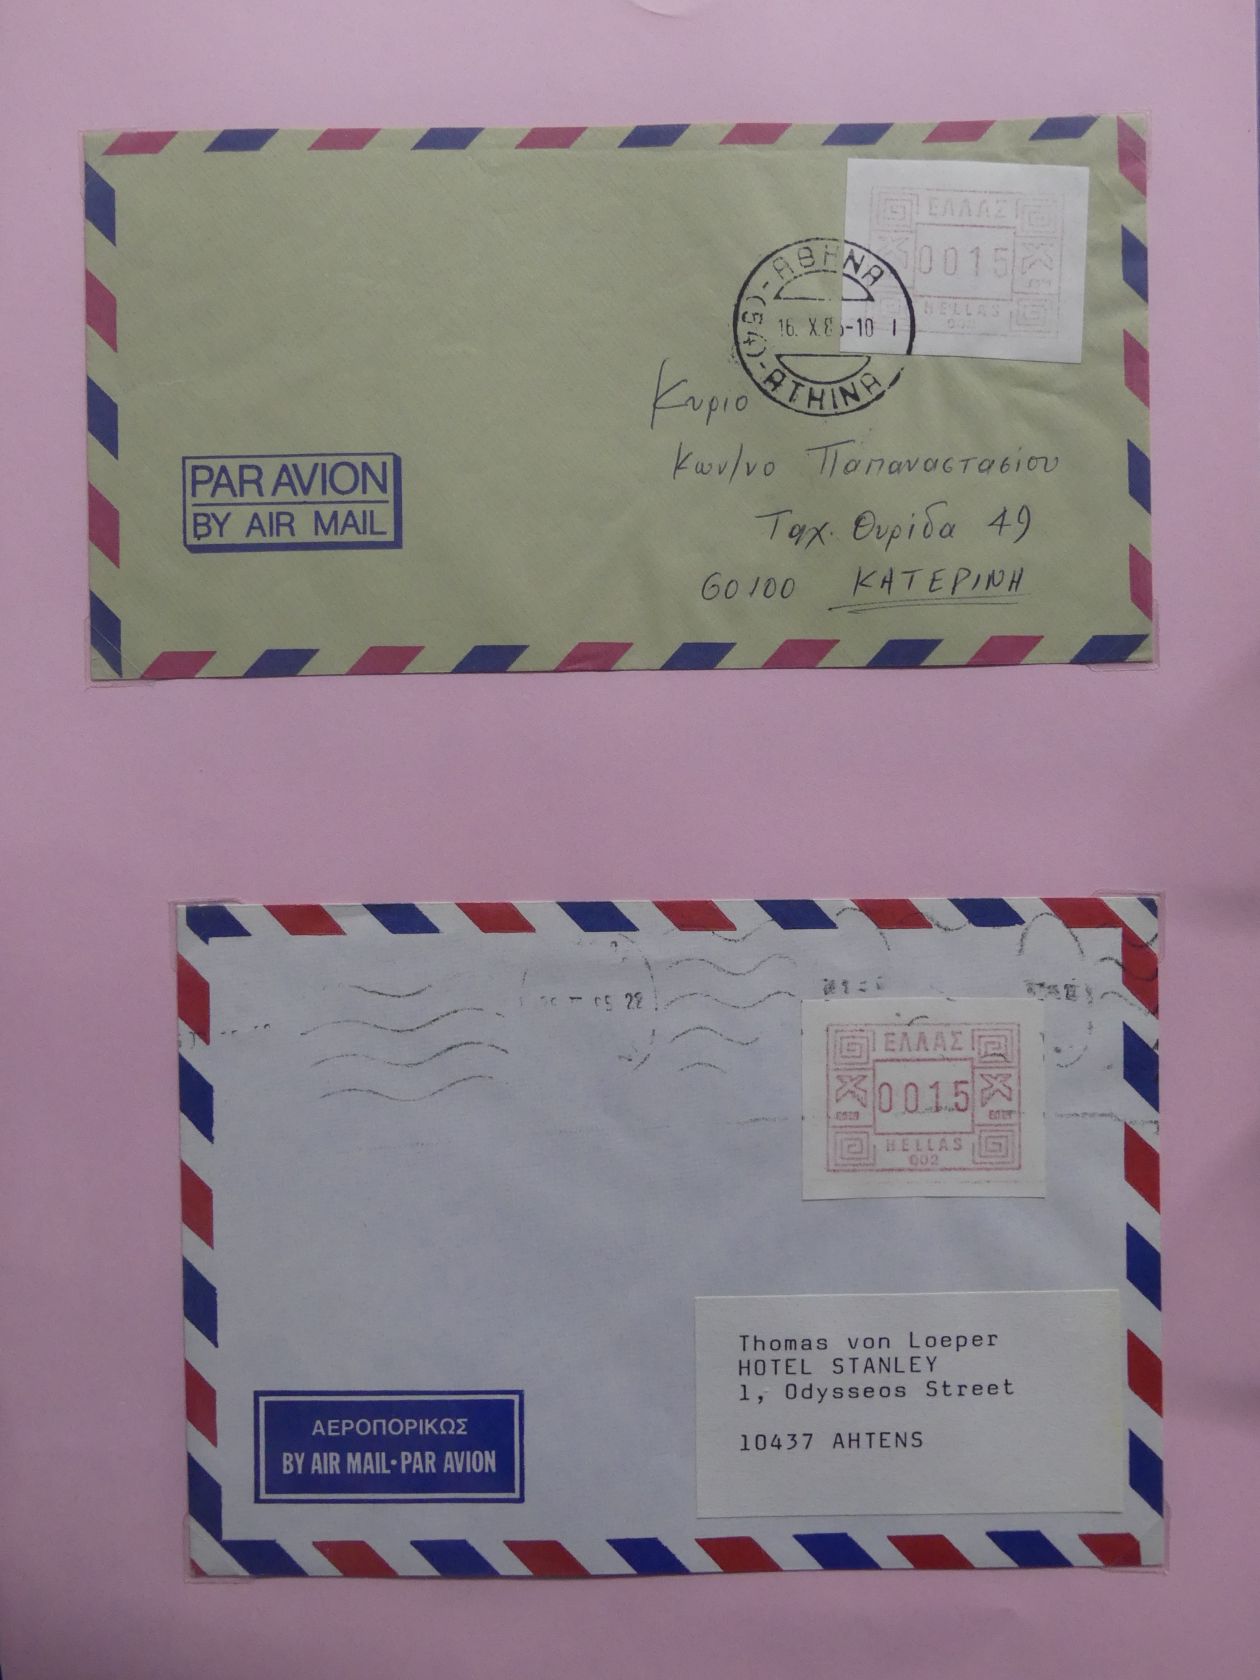 ΕΛΛΑΣ
0015
HELLAS
(54)-ΑΘΗΝΑ
-10
ATHINA
Κυριο
Κων/νο Παπαναστασίου
Ταχ. Θυρίδα 49
60100 ΚΑΤΕΡΙΝΗ
PAR AVION
BY AIR MAIL
ΕΛΛΑΣ
0015
HELLAS
002
Thomas von Loeper
HOTEL STANLEY
1, Odysseos Street
10437 AHTENS
ΑΕΡΟΠΟΡΙΚΩΣ
BY AIR MAIL·PAR AVION